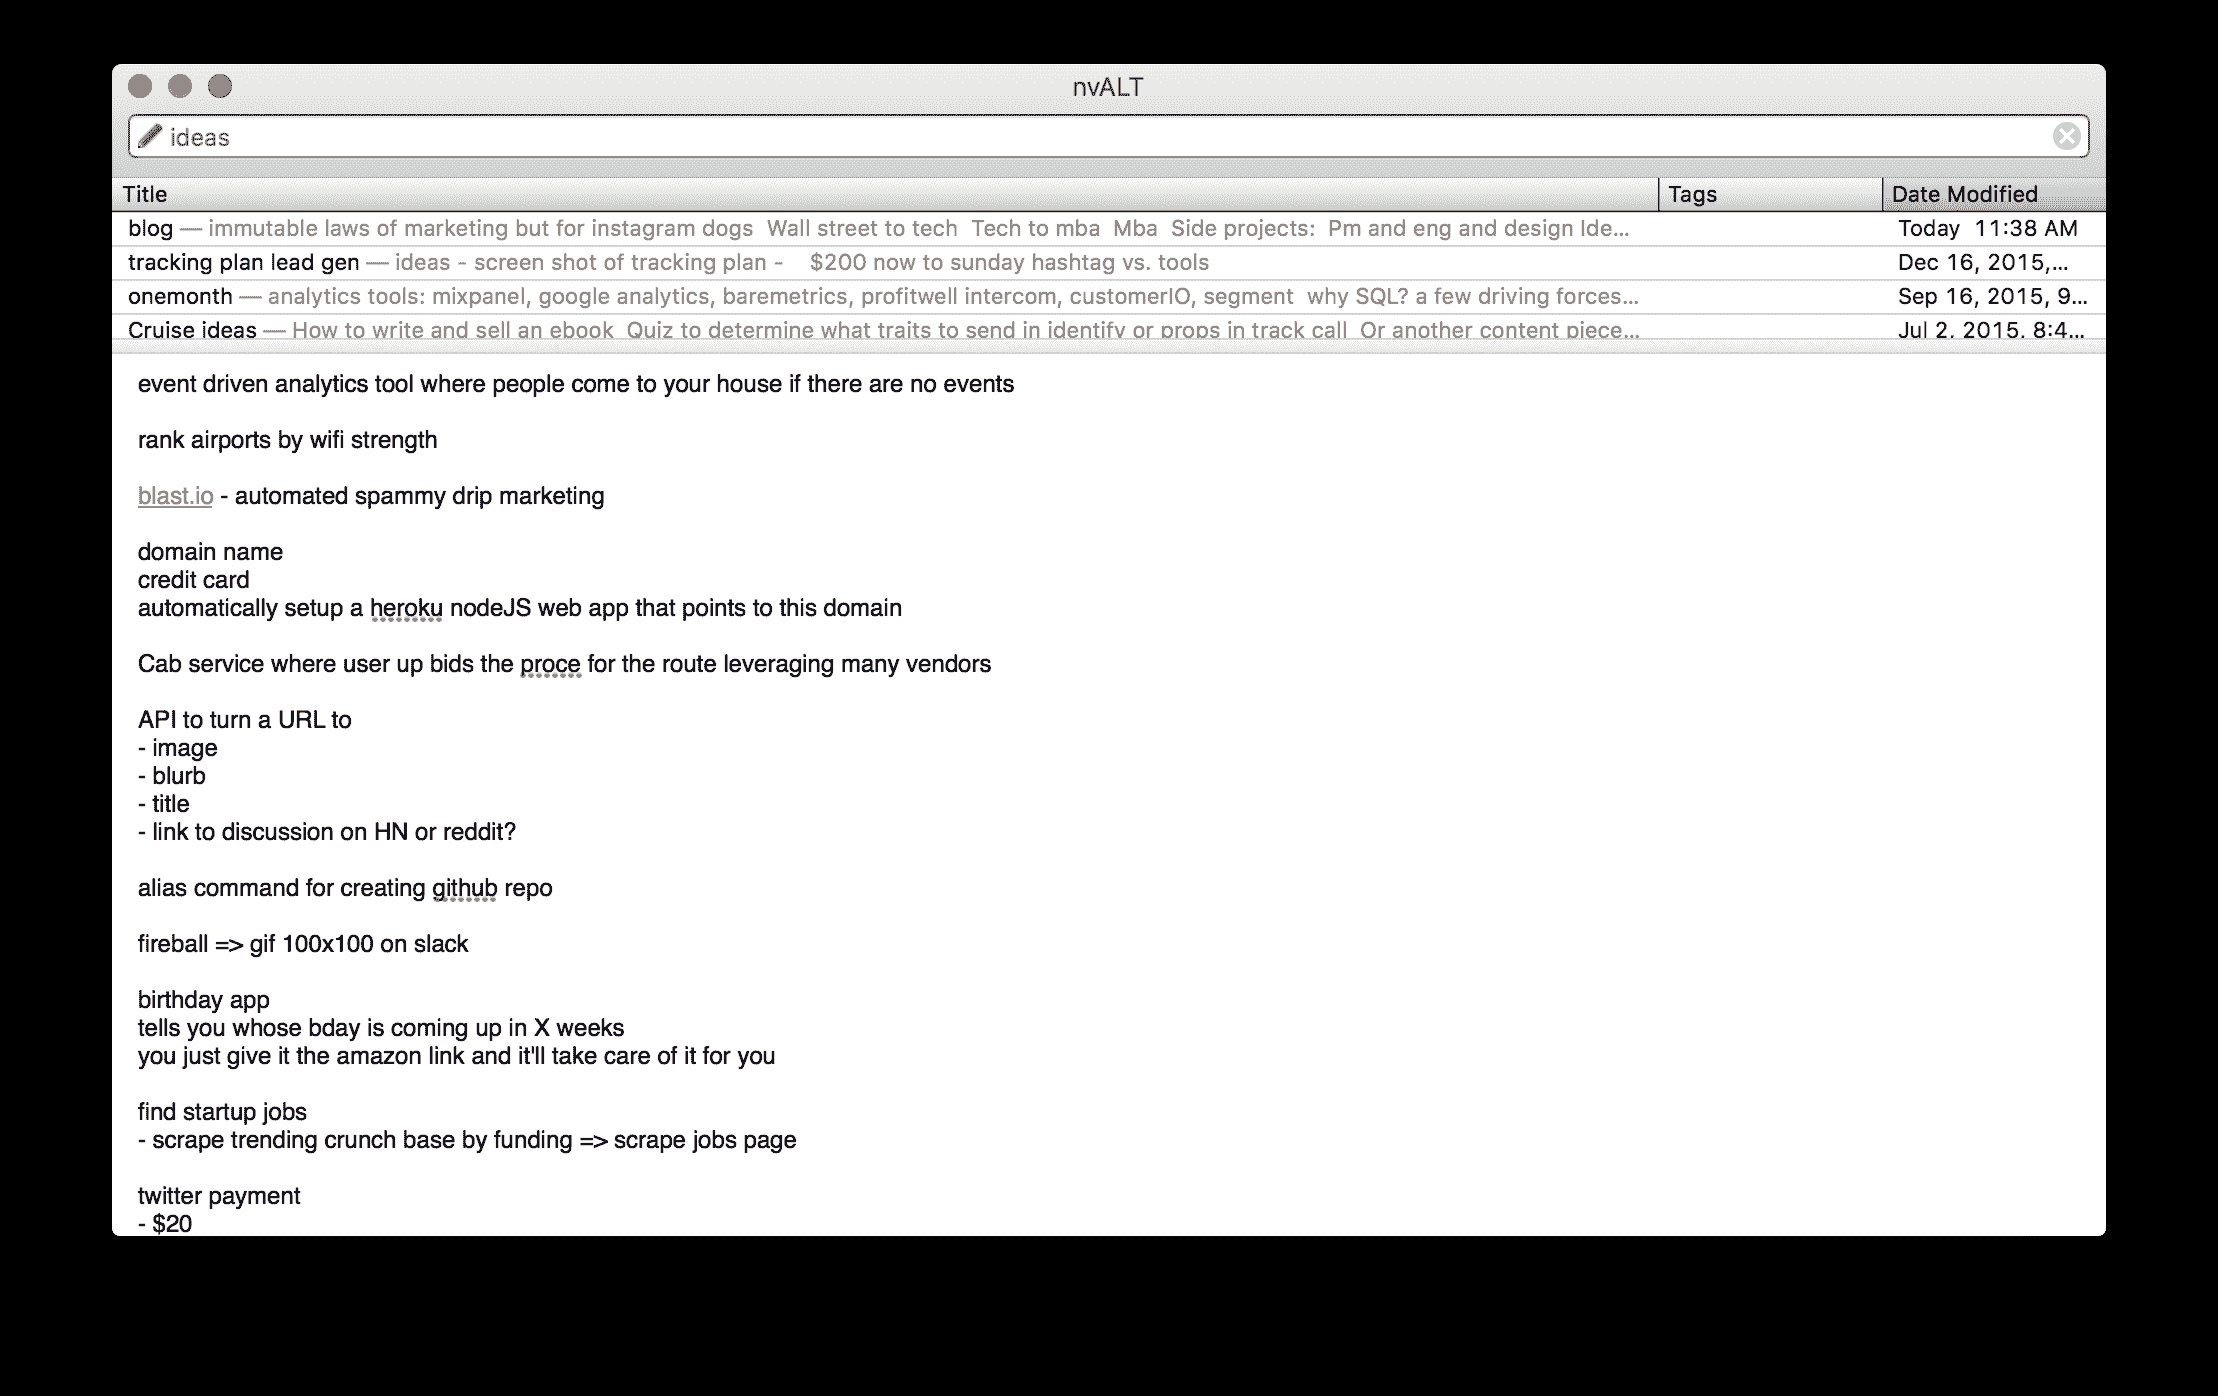 nvALT
ideas
Title Tags Date Modified
blog — immutable laws of marketing but for instagram dogs Wall street to tech Tech to mba Mba Side projects: Pm and eng and design Ide... Today 11:38 AM
tracking plan lead gen — ideas - screen shot of tracking plan - $200 now to sunday hashtag vs. tools Dec 16, 2015,...
onemonth — analytics tools: mixpanel, google analytics, baremetrics, profitwell intercom, customerIO, segment why SQL? a few driving forces... Sep 16, 2015, 9...
Cruise ideas — How to write and sell an ebook Quiz to determine what traits to send in identify or props in track call Or another content piece... Jul 2, 2015, 8:4...
event driven analytics tool where people come to your house if there are no events
rank airports by wifi strength
blast.io - automated spammy drip marketing
domain name
credit card
automatically setup a heroku nodeJS web app that points to this domain
Cab service where user up bids the proce for the route leveraging many vendors
API to turn a URL to
- image
- blurb
- title
- link to discussion on HN or reddit?
alias command for creating github repo
fireball => gif 100x100 on slack
birthday app
tells you whose bday is coming up in X weeks
you just give it the amazon link and it'll take care of it for you
find startup jobs
- scrape trending crunch base by funding => scrape jobs page
twitter payment
- $20